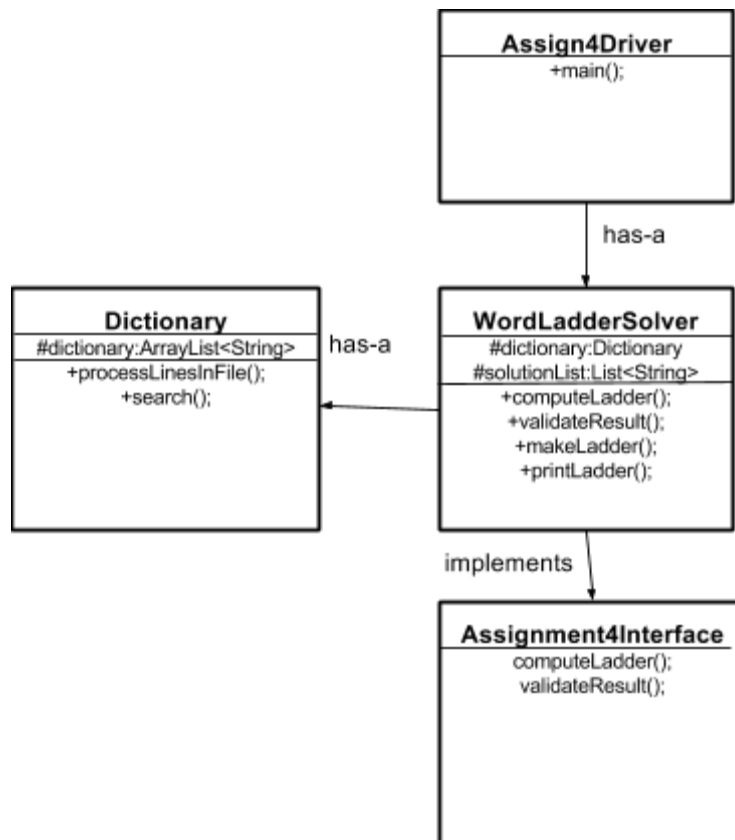 Assign4Driver
+main();
has-a
Dictionary
#dictionary:ArrayList<String>
+processLinesInFile();
+search();
has-a
WordLadderSolver
#dictionary:Dictionary
#solutionList:List<String>
+computeLadder();
+validateResult();
+makeLadder();
+printLadder();
implements
Assignment4Interface
computeLadder();
validateResult();